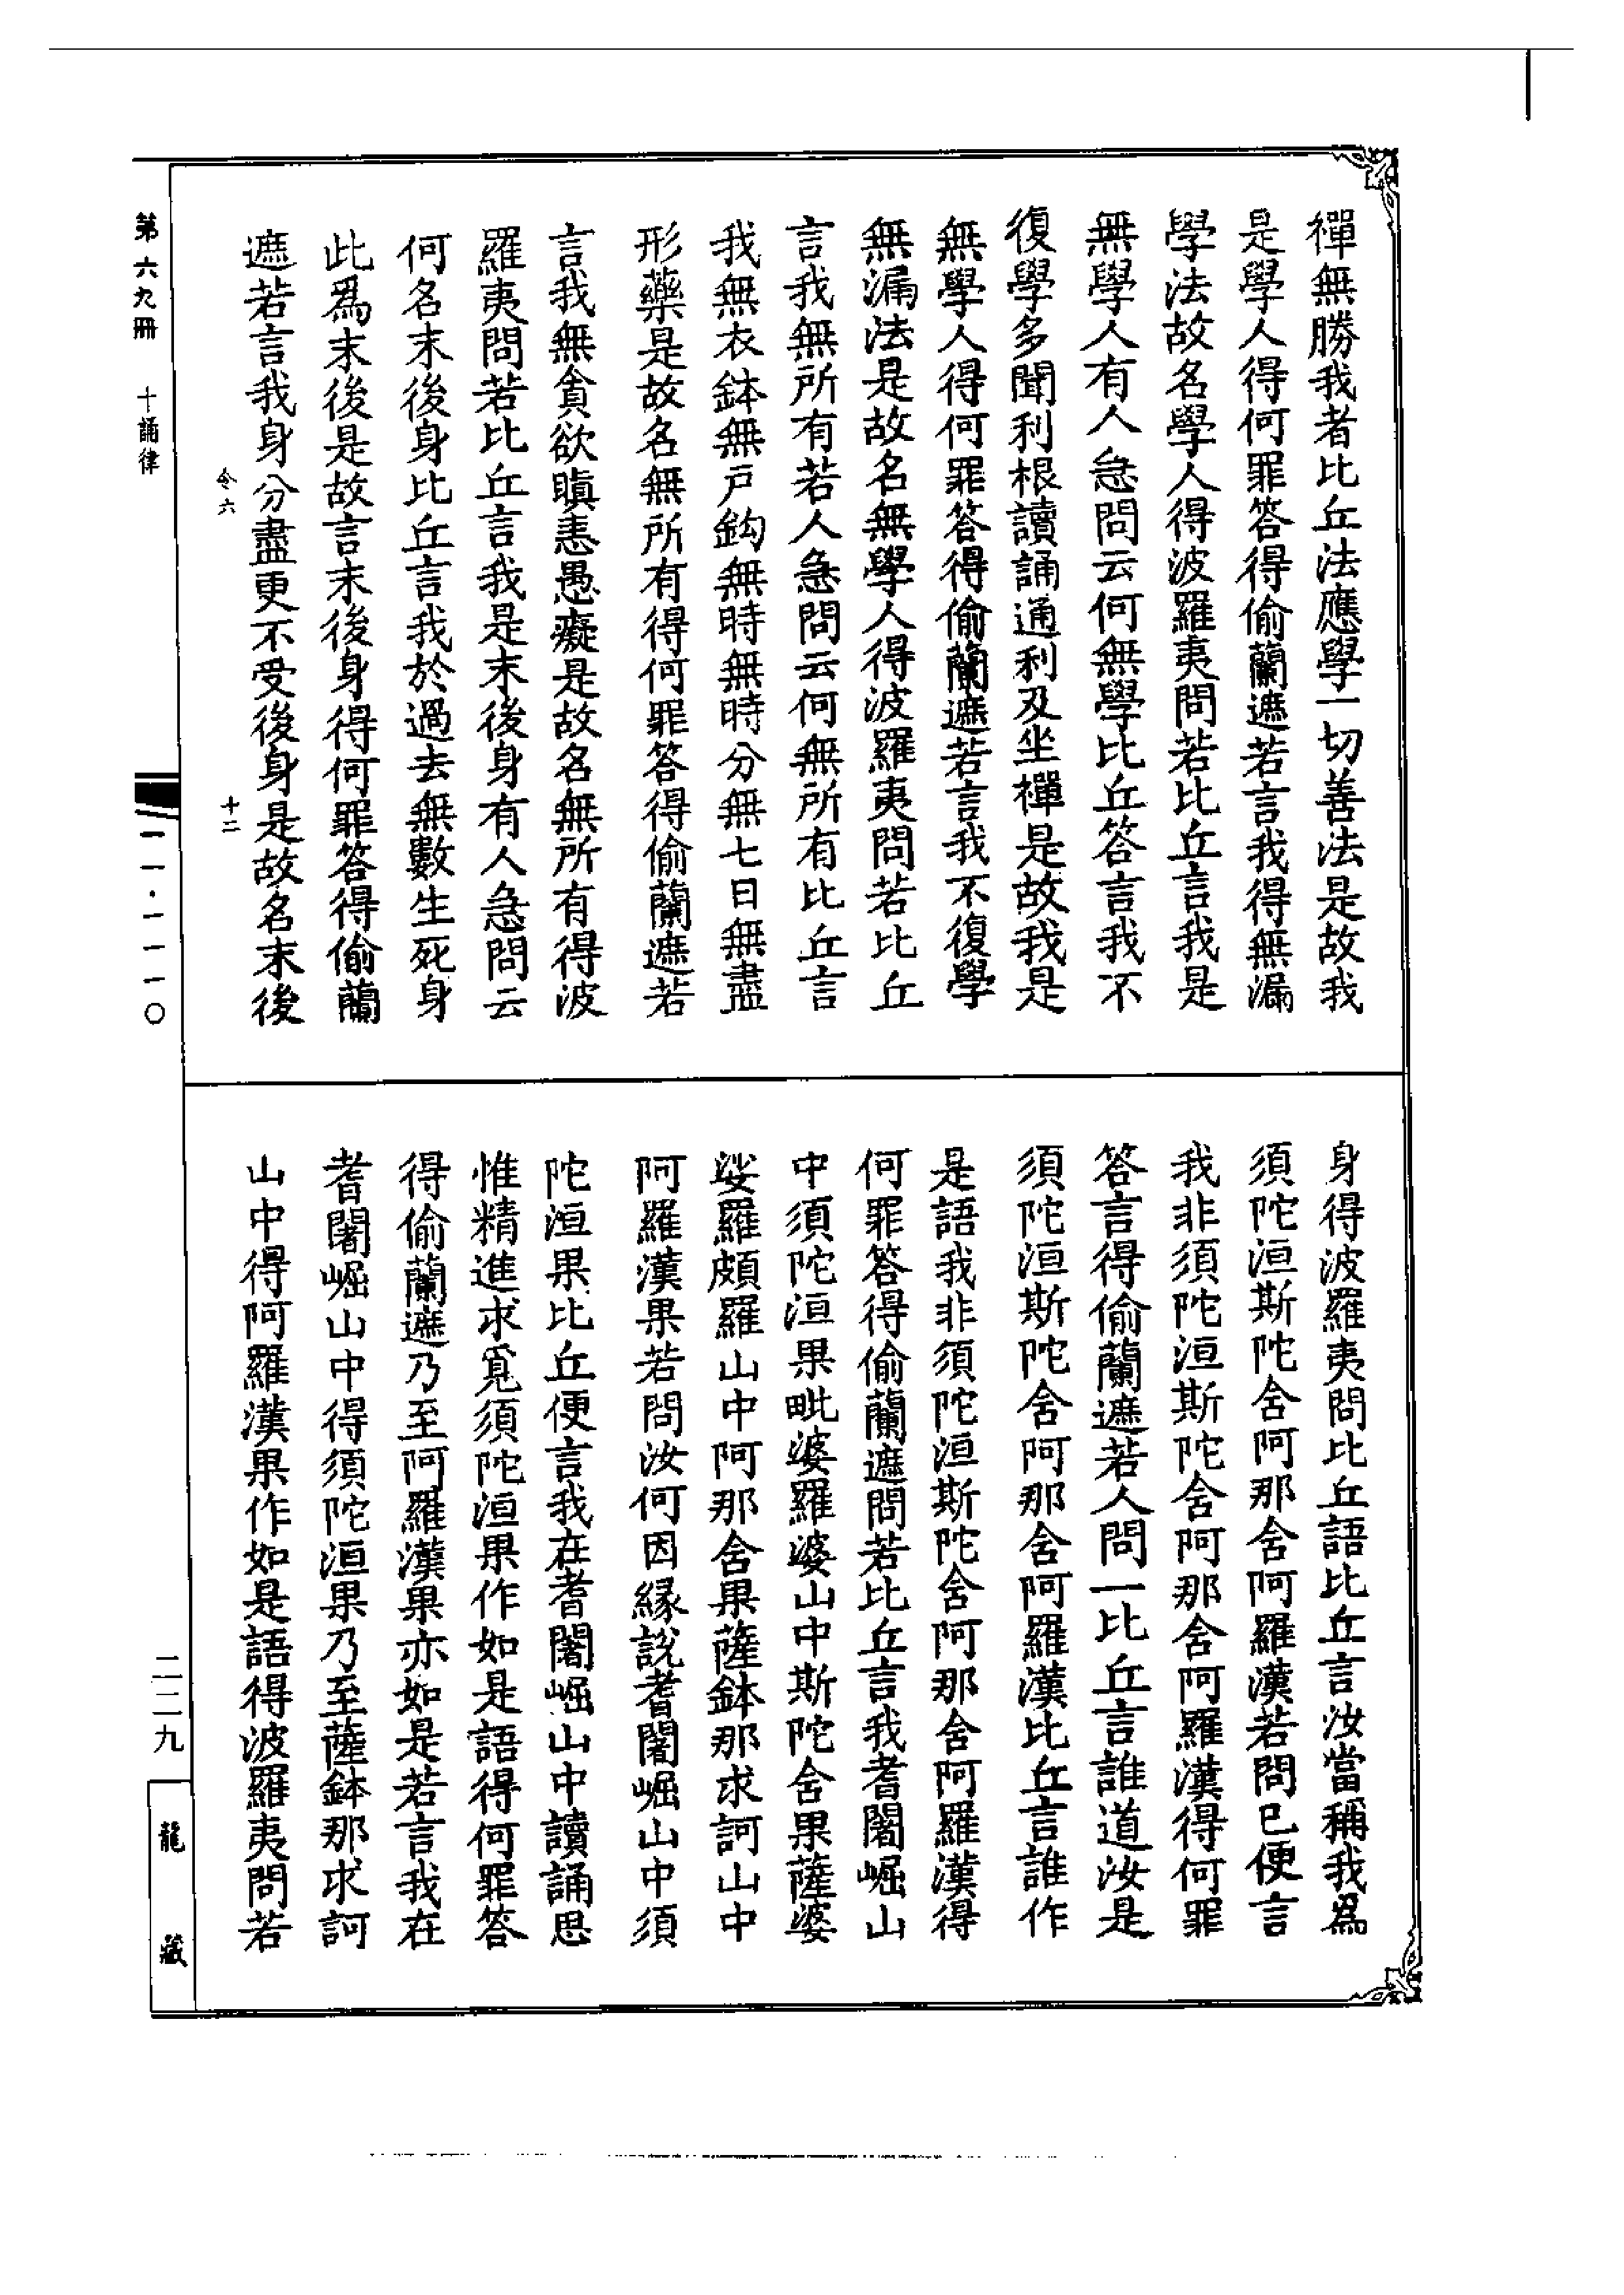 禪無勝我者比丘法應學一切善法是故我
是學人得何罪答得偷蘭遮若言我得無漏
學法故名學人得波羅夷問若比丘言我是
無學人有人急問云何無學比丘答言我不
復學多聞利根讀誦通利及坐禪是故我是
無學人得何罪答得偷蘭遮若言我不復學
無漏法是故名無學人得波羅夷問若比丘
言我無所有若人急問云何無所有比丘言
我無衣鉢無戶鉤無時無時分無七日無盡
形藥是故名無所有得何罪答得偷蘭遮若
言我無貪欲瞋恚愚癡是故名無所有得波
羅夷問若比丘言我是末後身有人急問云
何名末後身比丘言我於過去無數生死身
此爲末後是故言末後身得何罪答得偷蘭
遮若言我身分盡更不受後身是故名末後
身得波羅夷問比丘語比丘言汝當稱我爲
須陀洹斯陀含阿那含阿羅漢若問已便言
我非須陀洹斯陀含阿那含阿羅漢得何罪
答言得偷蘭遮若人問一比丘言誰道汝是
須陀洹斯陀含阿那含阿羅漢比丘言誰作
是語我非須陀洹斯陀含阿那含阿羅漢得
何罪答得偷蘭遮問若比丘言我耆闍崛山
中須陀洹果毗婆羅婆山中斯陀含果薩婆
娑羅頗羅山中阿那含果薩鉢那求訶山中
阿羅漢果若問汝何因緣說耆闍崛山中須
陀洹果比丘便言我在耆闍崛山中讀誦思
惟精進求覓須陀洹果作如是語得何罪答
得偷蘭遮乃至阿羅漢果亦如是若言我在
耆闍崛山中得須陀洹果乃至薩鉢那求訶
山中得阿羅漢果作如是語得波羅夷問若
令六
十二
第六九冊 十誦律
一一·一一一〇
二二九
龍藏